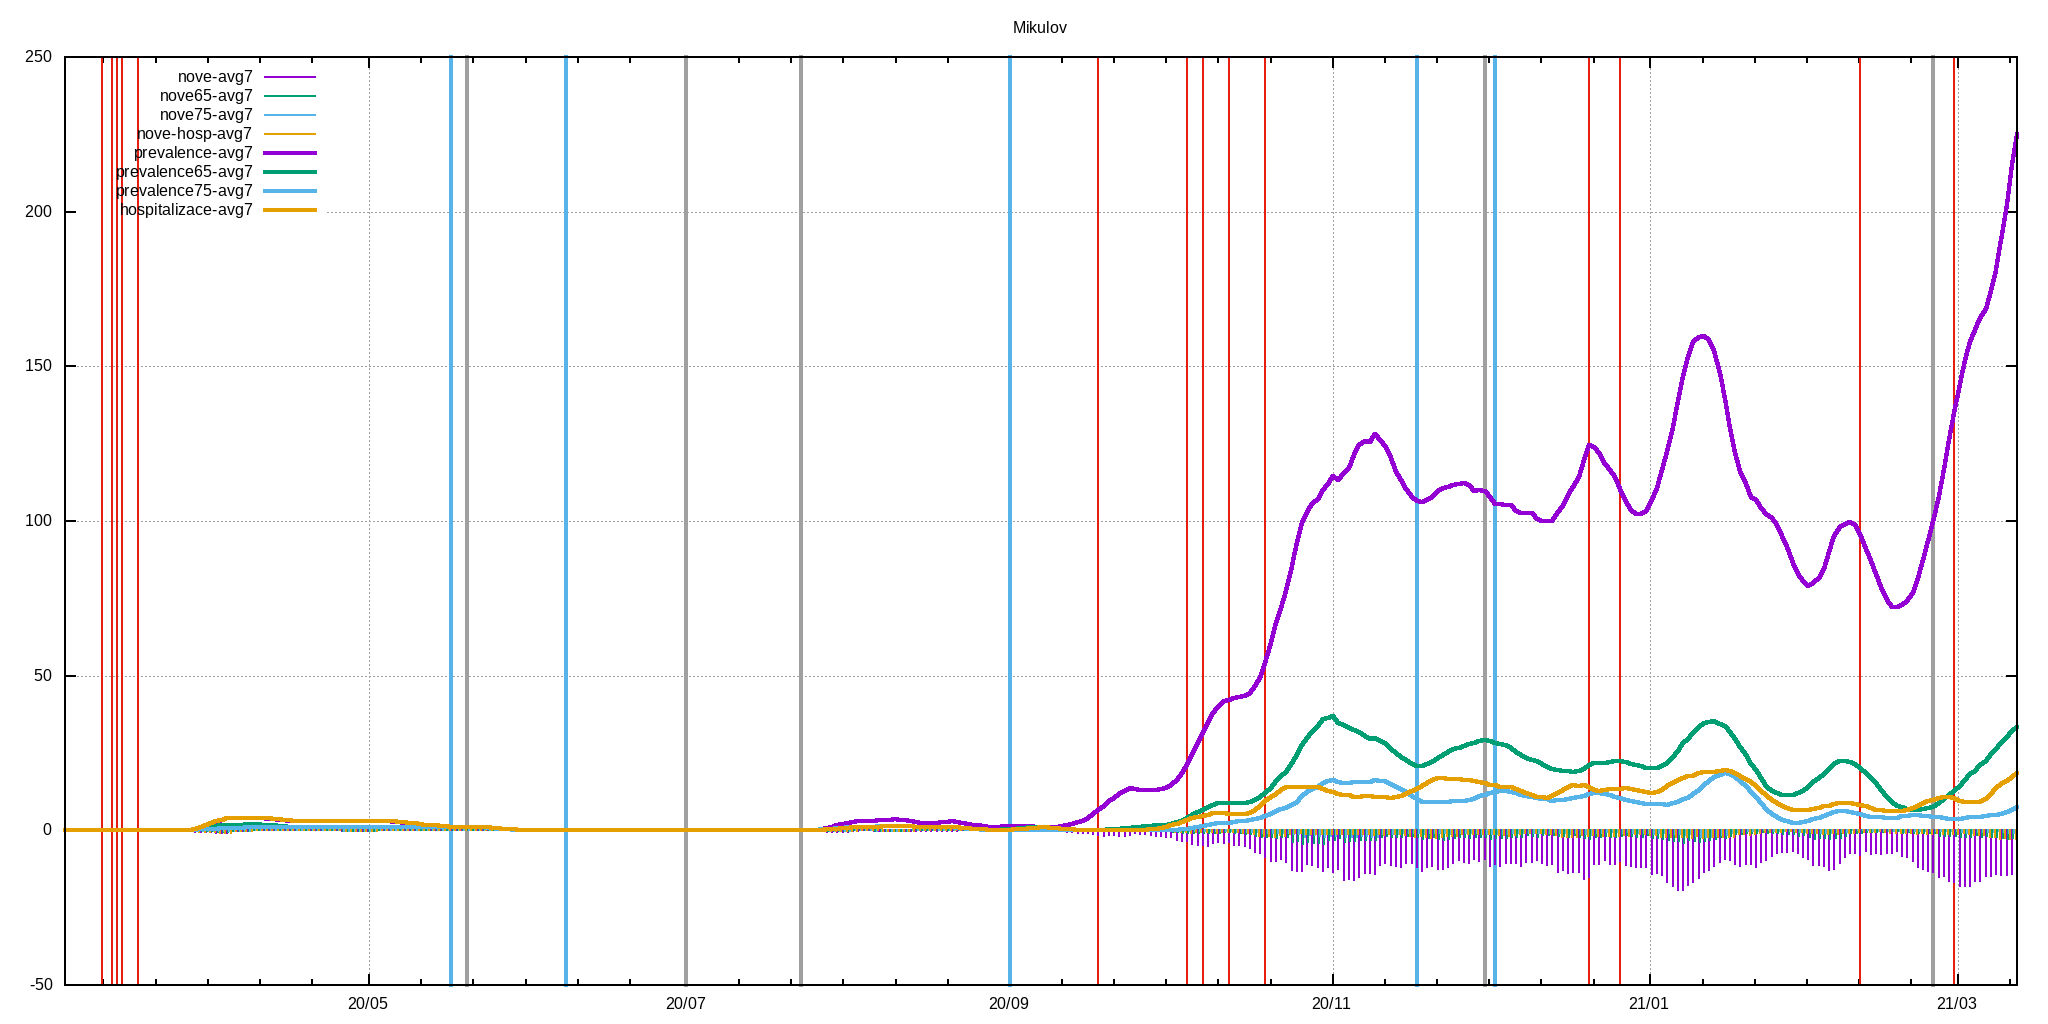 Mikulov
250
nove-avg7
nove65-avg7
nove75-avg7
nove-hosp-avg7
prevalence-avg7
prevalence65-avg7
prevalence75-avg7
hospitalizace-avg7
200
150
100
50
0
-50
20/05 20/07 20/09 20/11 21/01 21/03